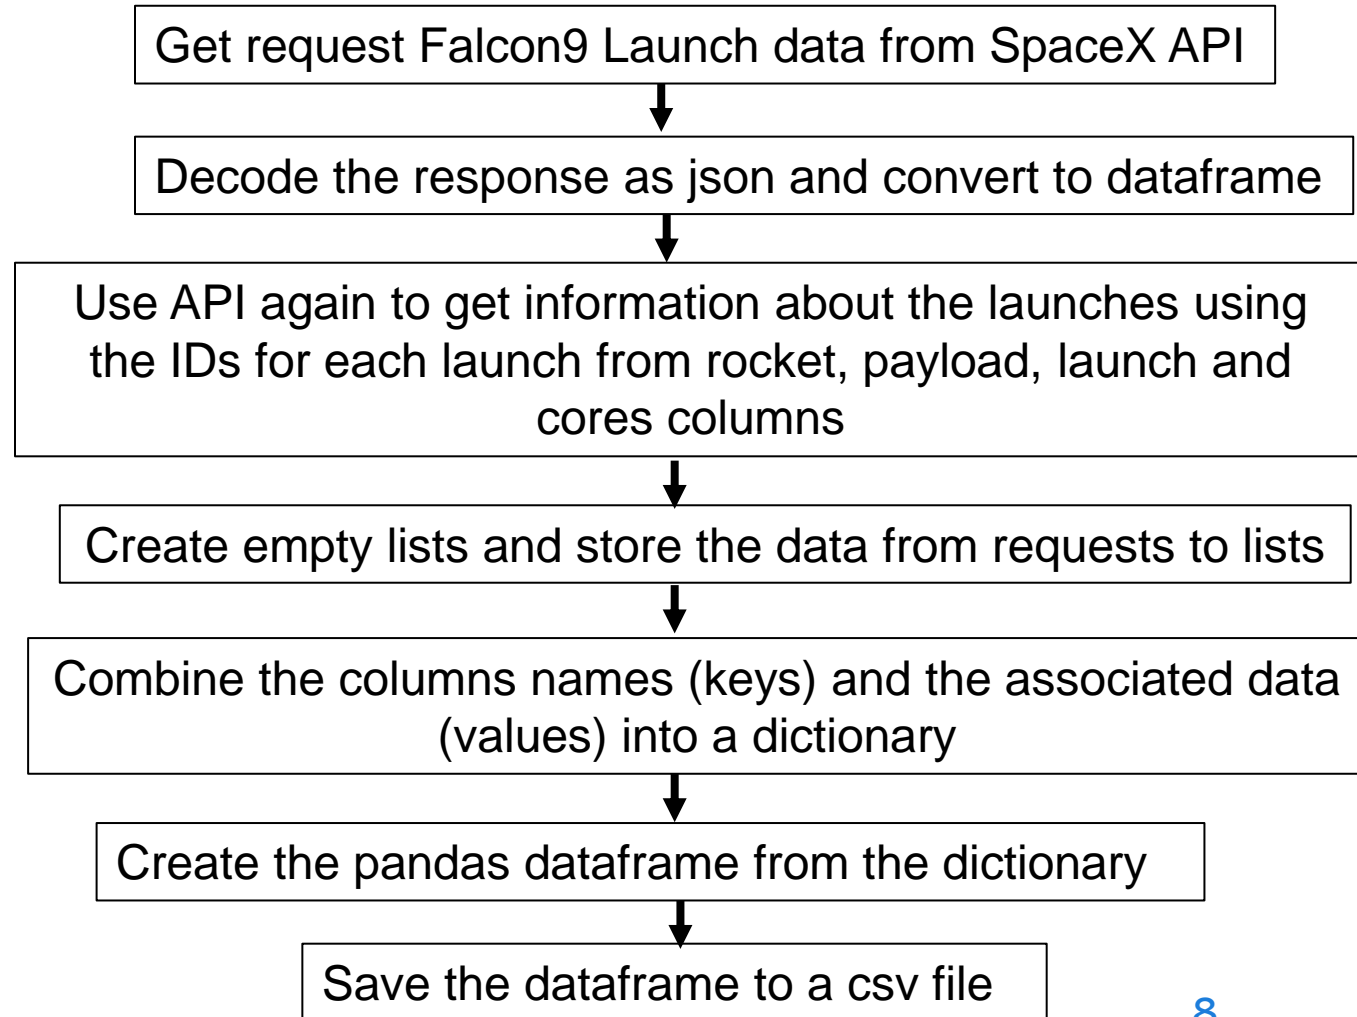 Get request Falcon9 Launch data from SpaceX API
Decode the response as json and convert to dataframe
Use API again to get information about the launches using
the IDs for each launch from rocket, payload, launch and
cores columns
Create empty lists and store the data from requests to lists
Combine the columns names (keys) and the associated data
(values) into a dictionary
Create the pandas dataframe from the dictionary
Save the dataframe to a csv file
8